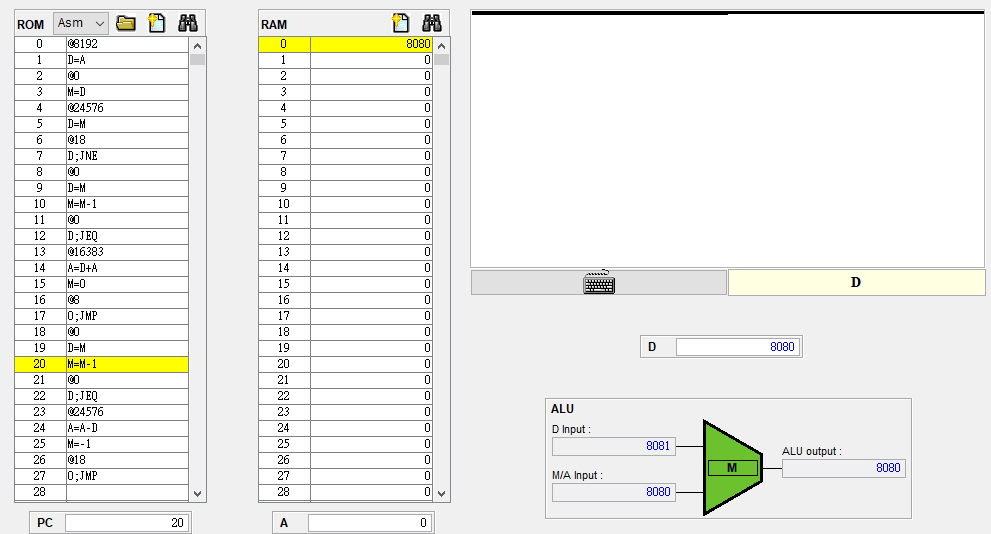 ROM Asm
0 @8192
1 D=A
2 @0
3 M=D
4 @24576
5 D=M
6 @18
7 D;JNE
8 @0
9 D=M
10 M=M-1
11 @0
12 D;JEQ
13 @16383
14 A=D+A
15 M=0
16 @8
17 0;JMP
18 @0
19 D=M
20 M=M-1
21 @0
22 D;JEQ
23 @24576
24 A=A-D
25 M=-1
26 @18
27 0;JMP
28
PC 20
RAM
0 8080
1 0
2 0
3 0
4 0
5 0
6 0
7 0
8 0
9 0
10 0
11 0
12 0
13 0
14 0
15 0
16 0
17 0
18 0
19 0
20 0
21 0
22 0
23 0
24 0
25 0
26 0
27 0
28 0
A 0
D
D 8080
ALU
D Input :
8081
M/A Input :
8080
M
ALU output :
8080